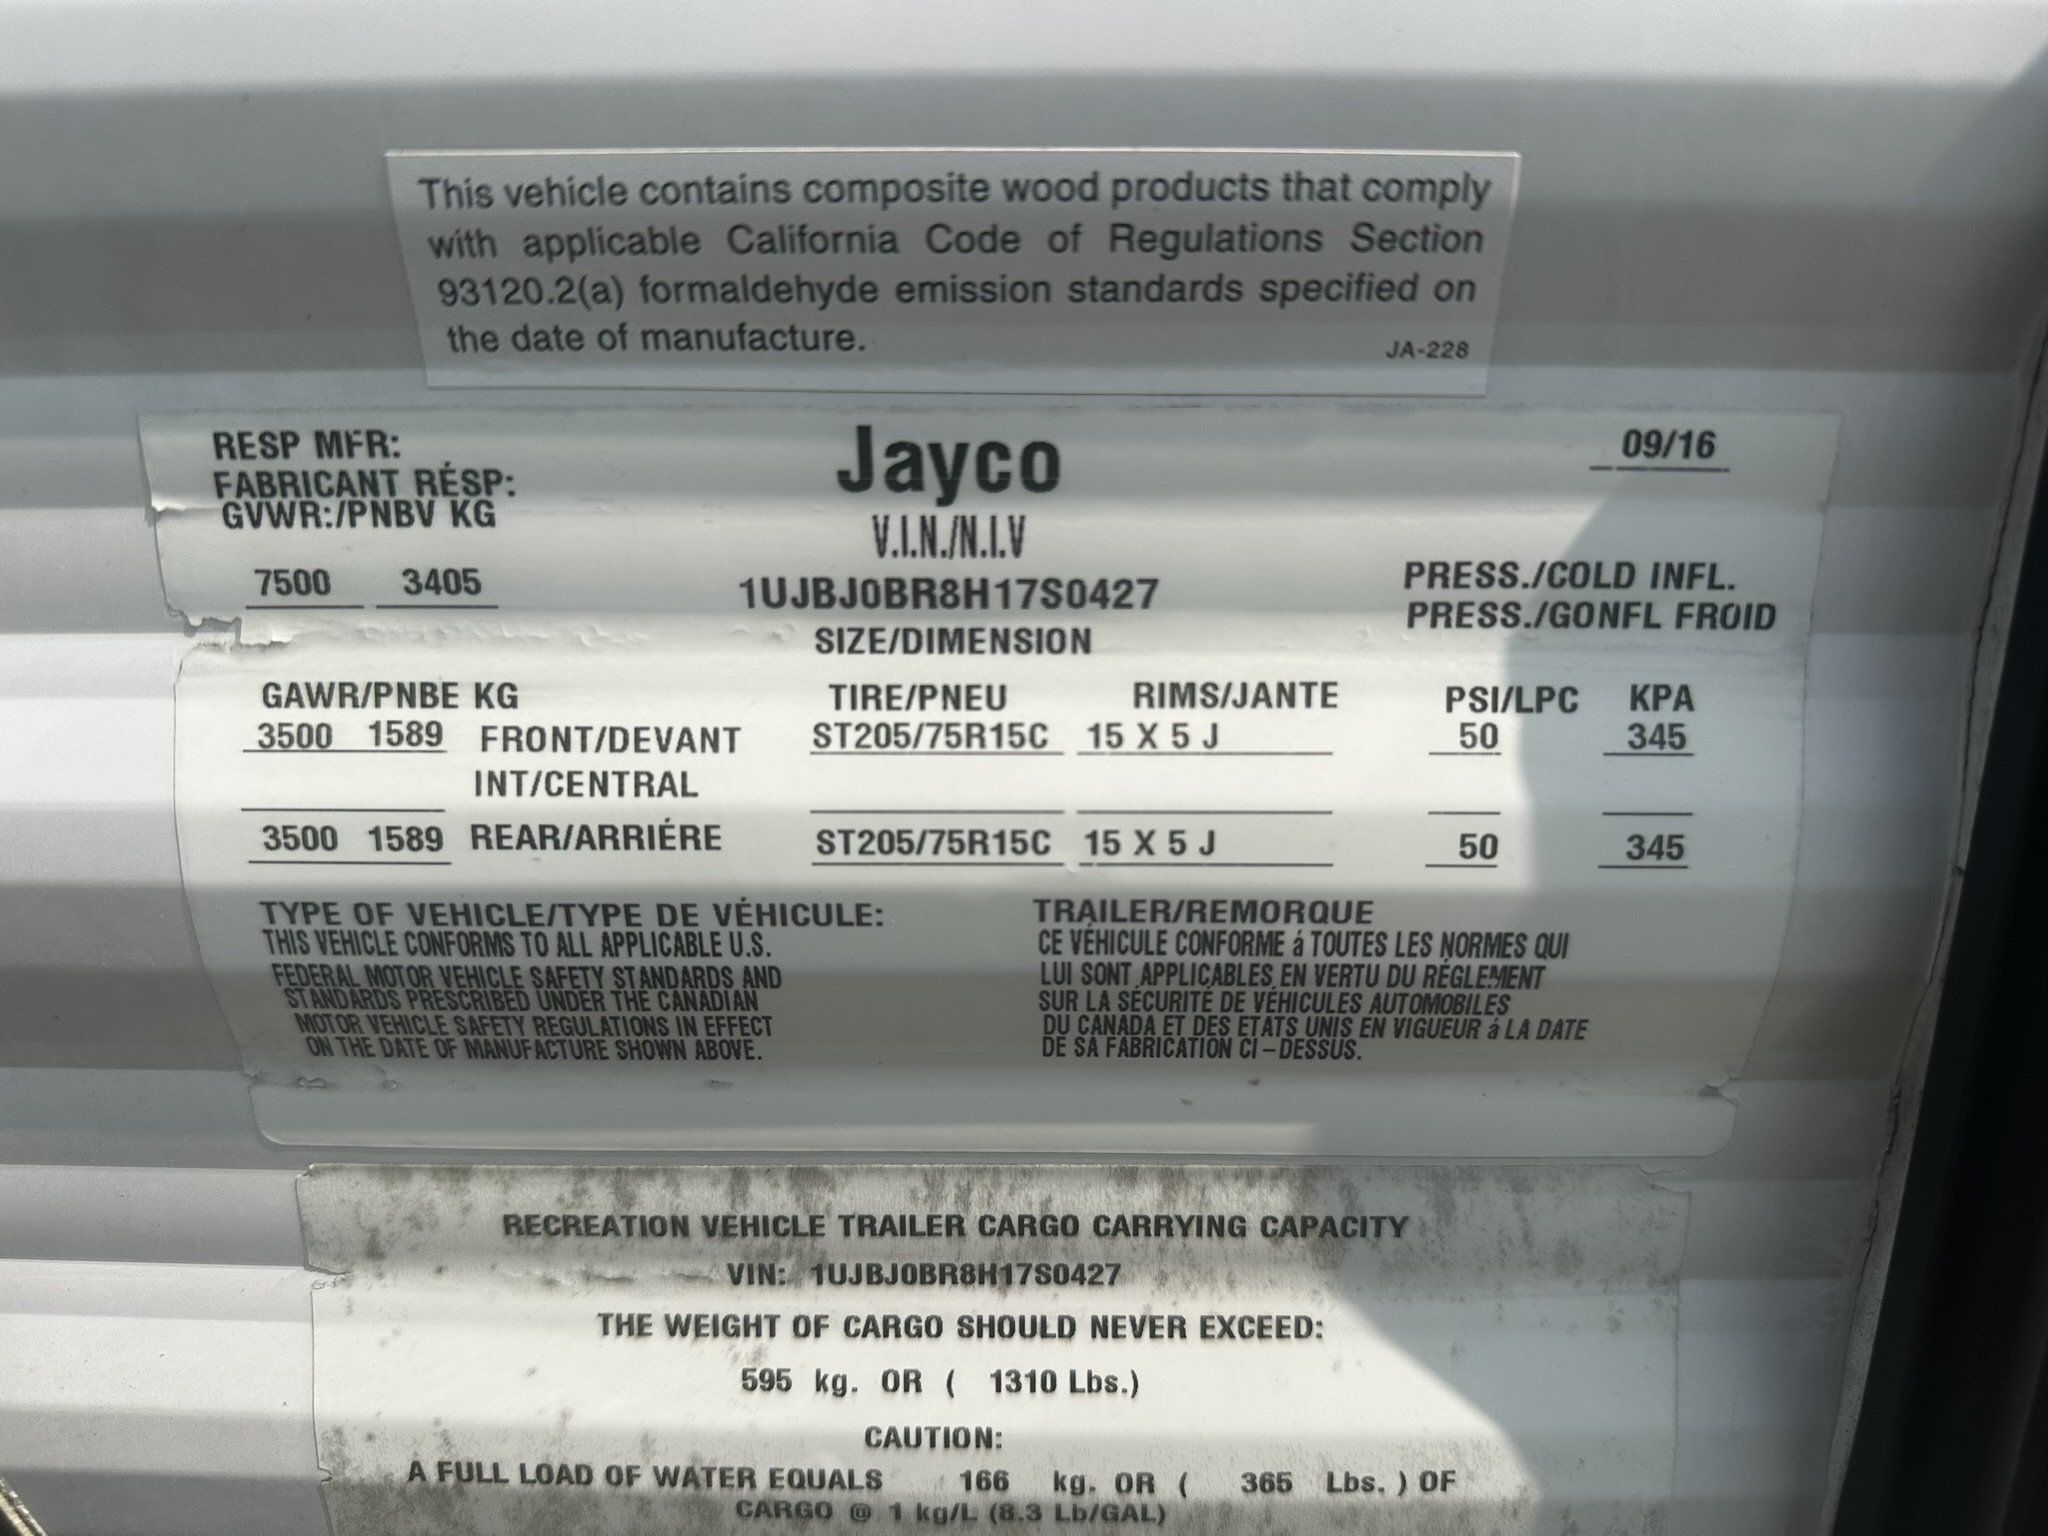 This vehicle contains composite wood products that comply
with applicable California Code of Regulations Section
93120.2(a) formaldehyde emission standards specified on
the date of manufacture.
JA-228
RESP MFR:
FABRICANT RÉSP:
Jayco
09/16
GVWR:/PNBV KG
V.I.N./N.I.V
7500 3405
1UJBJ0BR8H17S0427
PRESS./COLD INFL.
PRESS./GONFL FROID
SIZE/DIMENSION
GAWR/PNBE KG TIRE/PNEU RIMS/JANTE PSI/LPC KPA
3500 1589 FRONT/DEVANT ST205/75R15C 15 X 5 J 50 345
INT/CENTRAL
3500 1589 REAR/ARRIÉRE ST205/75R15C 15 X 5 J 50 345
TYPE OF VEHICLE/TYPE DE VÉHICULE: TRAILER/REMORQUE
THIS VEHICLE CONFORMS TO ALL APPLICABLE U.S.
FEDERAL MOTOR VEHICLE SAFETY STANDARDS AND
STANDARDS PRESCRIBED UNDER THE CANADIAN
MOTOR VEHICLE SAFETY REGULATIONS IN EFFECT
ON THE DATE OF MANUFACTURE SHOWN ABOVE.
CE VÉHICULE CONFORME á TOUTES LES NORMES QUI
LUI SONT APPLICABLES EN VERTU DU RÉGLEMENT
SUR LA SÉCURITÉ DE VÉHICULES AUTOMOBILES
DU CANADA ET DES ETATS UNIS EN VIGUEUR á LA DATE
DE SA FABRICATION CI-DESSUS.
RECREATION VEHICLE TRAILER CARGO CARRYING CAPACITY
VIN: 1UJBJ0BR8H17S0427
THE WEIGHT OF CARGO SHOULD NEVER EXCEED:
595 kg. OR ( 1310 Lbs.)
CAUTION:
A FULL LOAD OF WATER EQUALS 166 kg. OR ( 365 Lbs. ) OF
CARGO @ 1 kg/L (8.3 Lb/GAL)